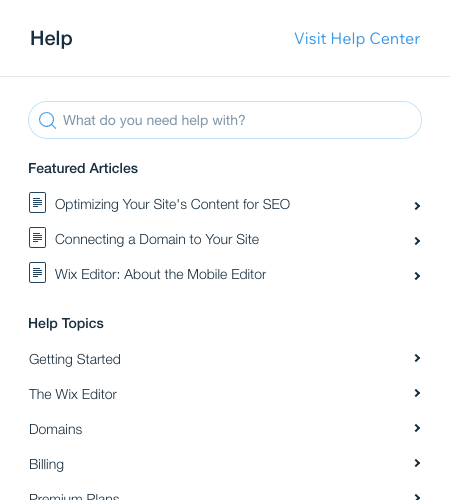 Help
Visit Help Center
What do you need help with?
Featured Articles
Optimizing Your Site's Content for SEO
Connecting a Domain to Your Site
Wix Editor: About the Mobile Editor
Help Topics
Getting Started
The Wix Editor
Domains
Billing
Premium Plans